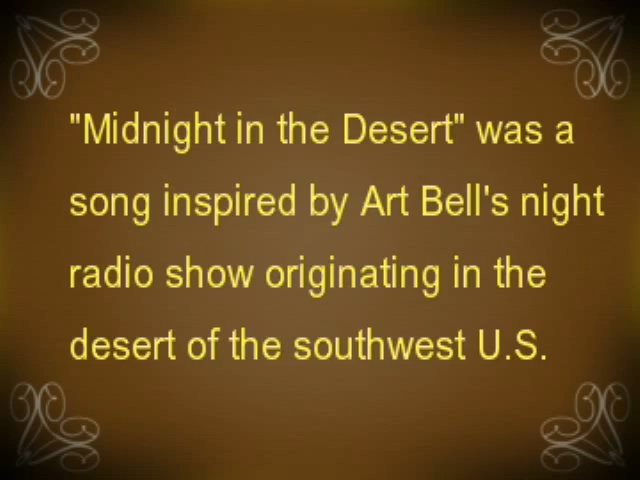 "Midnight in the Desert" was a
song inspired by Art Bell's night
radio show originating in the
desert of the southwest U.S.